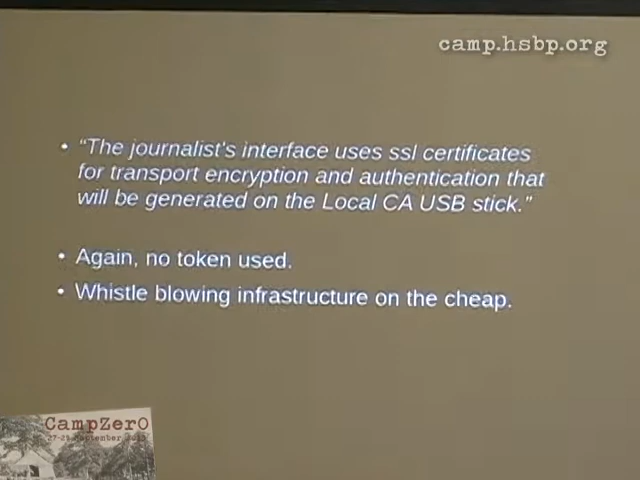 camp.hsbp.org
• "The journalist's interface uses ssl certificates
for transport encryption and authentication that
will be generated on the Local CA USB stick."
• Again, no token used.
• Whistle blowing infrastructure on the cheap.
CampZer0
September